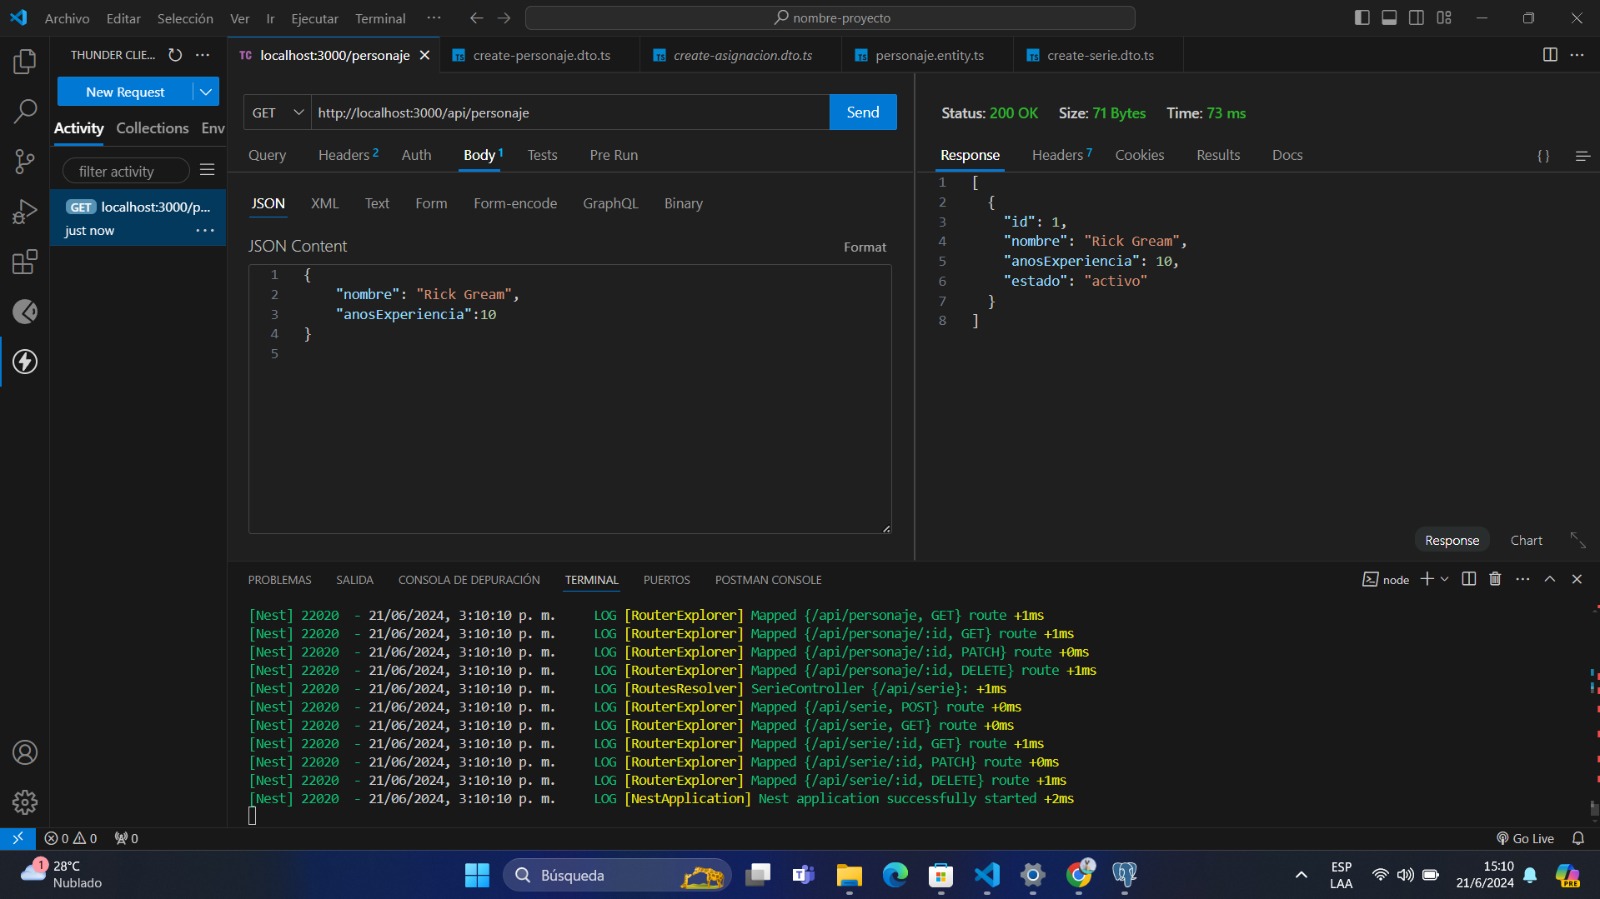 Archivo Editar Selección Ver Ir Ejecutar Terminal ··· nombre-proyecto
THUNDER CLIE... ···
TC localhost:3000/personaje
TS create-personaje.dto.ts
TS create-asignacion.dto.ts
TS personaje.entity.ts
TS create-serie.dto.ts
New Request
Activity Collections Env
filter activity
GET localhost:3000/p...
just now ···
GET http://localhost:3000/api/personaje Send
Query Headers 2 Auth Body 1 Tests Pre Run
JSON XML Text Form Form-encode GraphQL Binary
JSON Content Format
1 {
2 "nombre": "Rick Gream",
3 "anosExperiencia":10
4 }
5
Status: 200 OK Size: 71 Bytes Time: 73 ms
Response Headers 7 Cookies Results Docs { }
1 [
2 {
3 "id": 1,
4 "nombre": "Rick Gream",
5 "anosExperiencia": 10,
6 "estado": "activo"
7 }
8 ]
Response Chart
PROBLEMAS SALIDA CONSOLA DE DEPURACIÓN TERMINAL PUERTOS POSTMAN CONSOLE node
[Nest] 22020 - 21/06/2024, 3:10:10 p. m. LOG [RouterExplorer] Mapped {/api/personaje, GET} route +1ms
[Nest] 22020 - 21/06/2024, 3:10:10 p. m. LOG [RouterExplorer] Mapped {/api/personaje/:id, GET} route +1ms
[Nest] 22020 - 21/06/2024, 3:10:10 p. m. LOG [RouterExplorer] Mapped {/api/personaje/:id, PATCH} route +0ms
[Nest] 22020 - 21/06/2024, 3:10:10 p. m. LOG [RouterExplorer] Mapped {/api/personaje/:id, DELETE} route +1ms
[Nest] 22020 - 21/06/2024, 3:10:10 p. m. LOG [RoutesResolver] SerieController {/api/serie}: +1ms
[Nest] 22020 - 21/06/2024, 3:10:10 p. m. LOG [RouterExplorer] Mapped {/api/serie, POST} route +0ms
[Nest] 22020 - 21/06/2024, 3:10:10 p. m. LOG [RouterExplorer] Mapped {/api/serie, GET} route +0ms
[Nest] 22020 - 21/06/2024, 3:10:10 p. m. LOG [RouterExplorer] Mapped {/api/serie/:id, GET} route +1ms
[Nest] 22020 - 21/06/2024, 3:10:10 p. m. LOG [RouterExplorer] Mapped {/api/serie/:id, PATCH} route +0ms
[Nest] 22020 - 21/06/2024, 3:10:10 p. m. LOG [RouterExplorer] Mapped {/api/serie/:id, DELETE} route +1ms
[Nest] 22020 - 21/06/2024, 3:10:10 p. m. LOG [NestApplication] Nest application successfully started +2ms
0 0 0 Go Live
1 28°C
Nublado
Búsqueda
ESP
LAA
15:10
21/6/2024
PRE